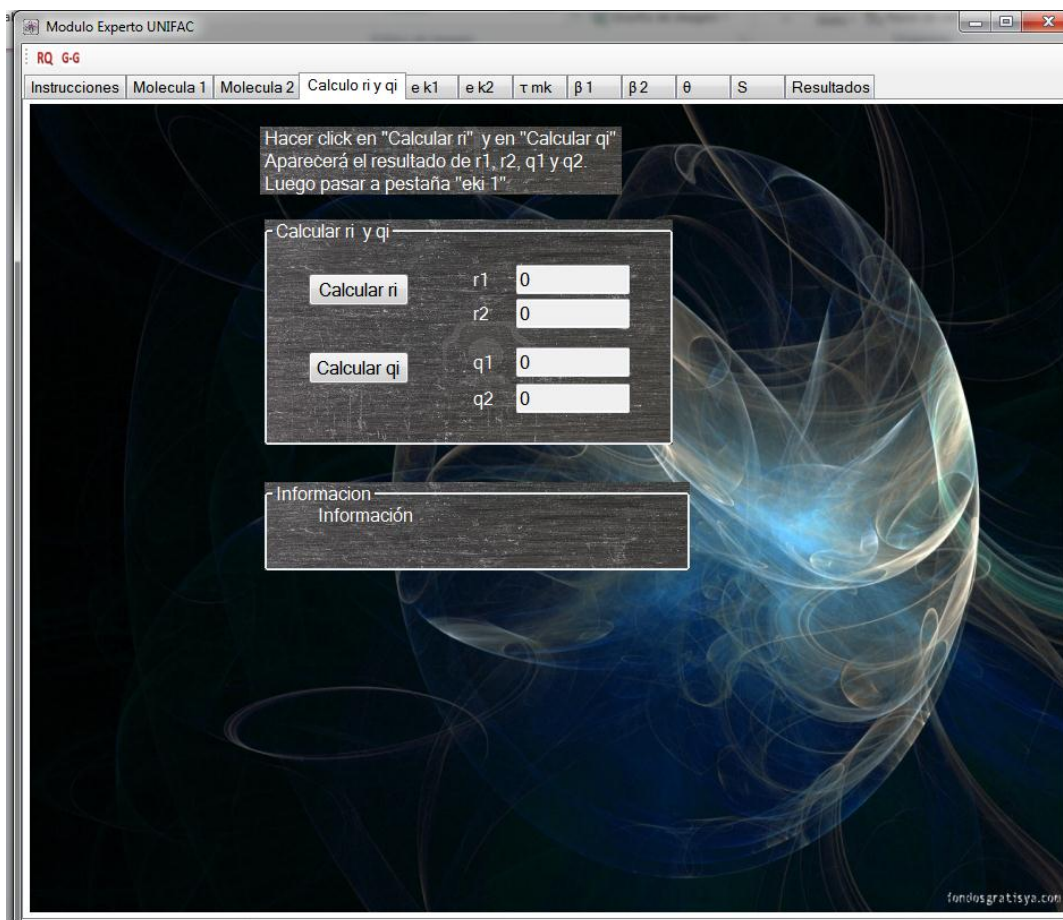 Modulo Experto UNIFAC
RQ G-G
Instrucciones Molecula 1 Molecula 2 Calculo ri y qi e k1 e k2 τ mk β 1 β 2 θ S Resultados
Hacer click en "Calcular ri" y en "Calcular qi"
Aparecerá el resultado de r1, r2, q1 y q2.
Luego pasar a pestaña "eki 1"
Calcular ri y qi
Calcular ri
r1 0
r2 0
Calcular qi
q1 0
q2 0
Informacion
Información
fondosgratisya.com